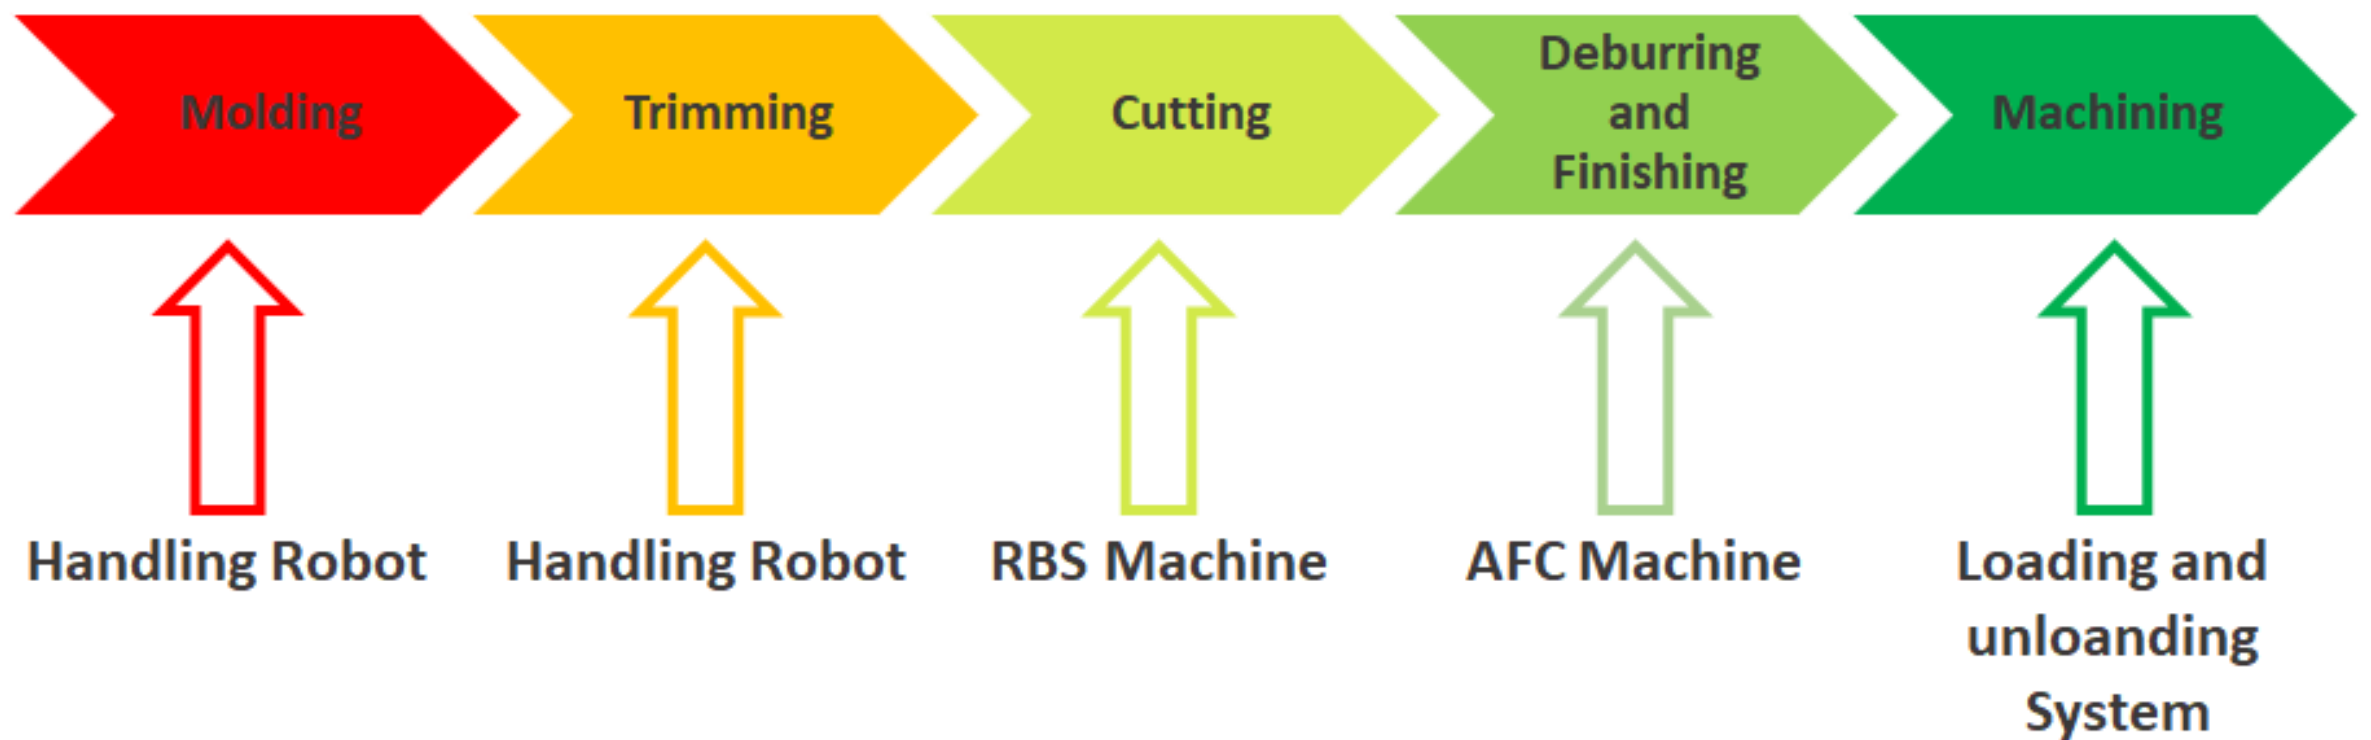 Molding
Trimming
Cutting
Deburring
and
Finishing
Machining
Handling Robot
Handling Robot
RBS Machine
AFC Machine
Loading and
unloanding
System